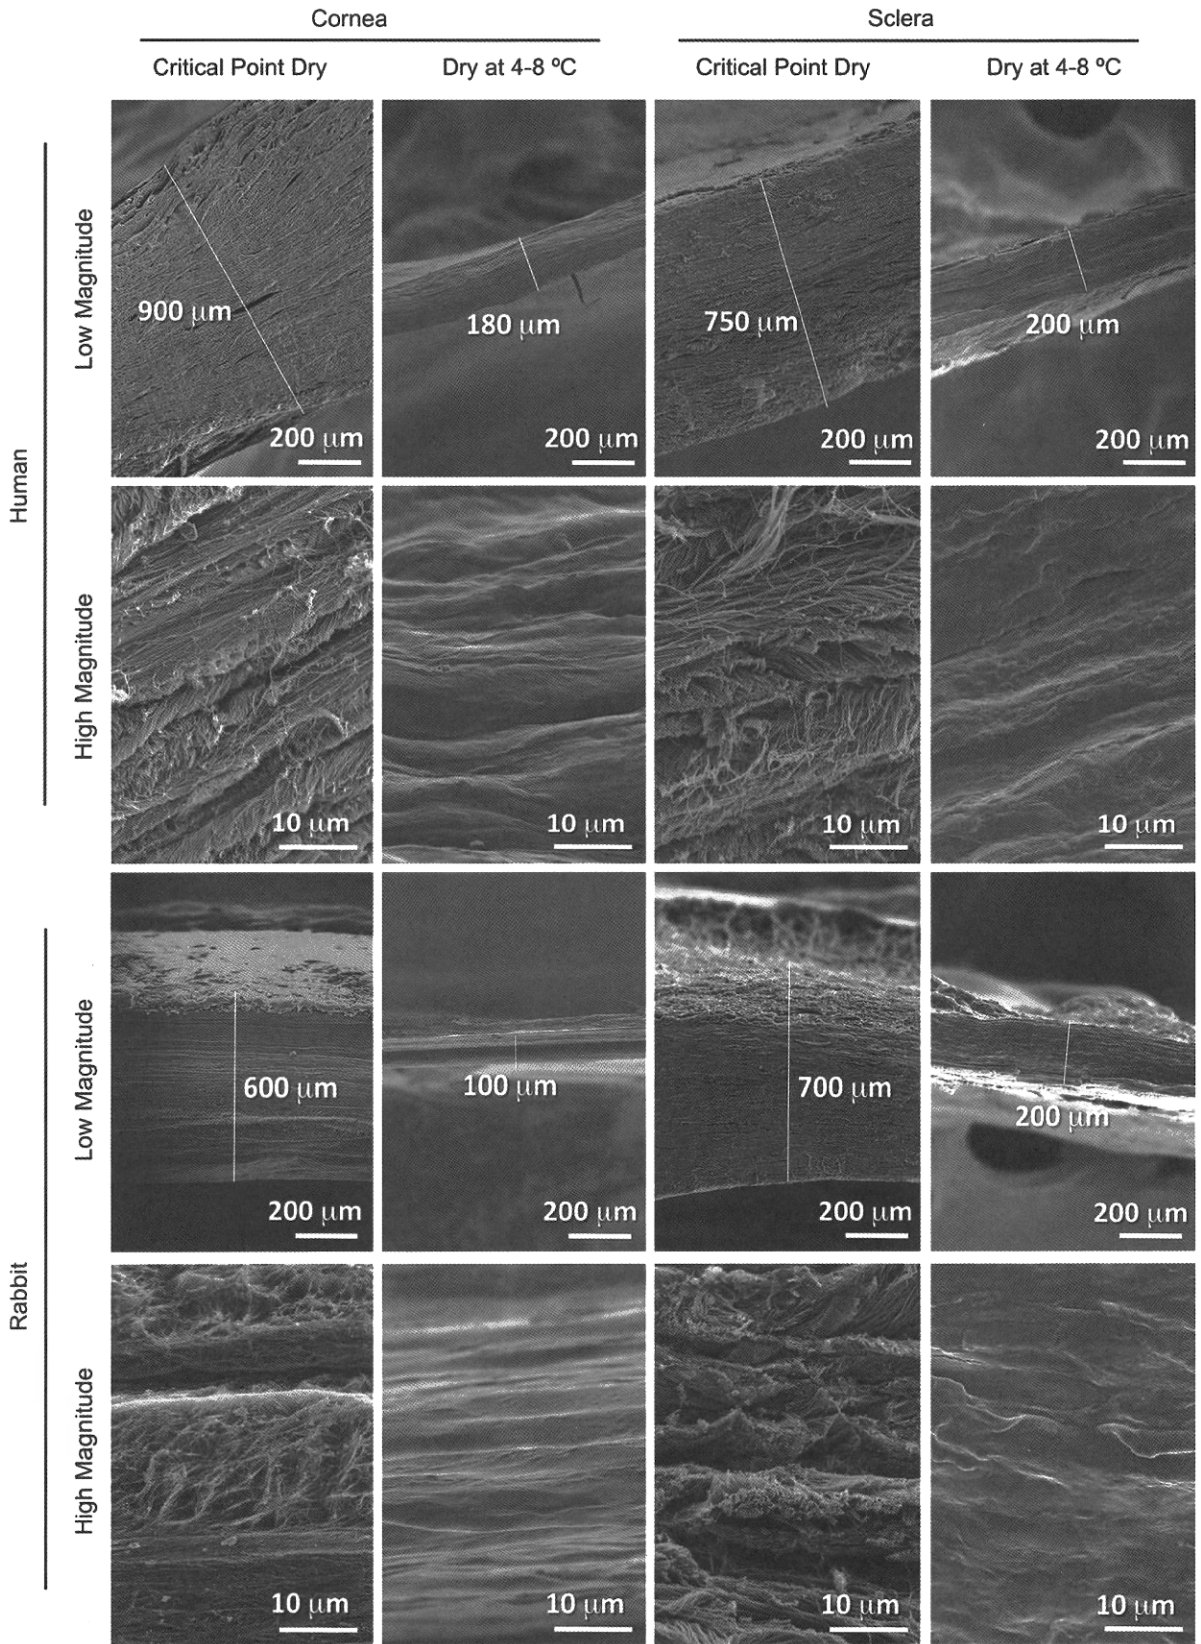 Cornea Sclera
Critical Point Dry Dry at 4-8 ºC Critical Point Dry Dry at 4-8 ºC
Human
Low Magnitude
900 μm 180 μm 750 μm 200 μm
200 μm 200 μm 200 μm 200 μm
High Magnitude
10 μm 10 μm 10 μm 10 μm
Rabbit
Low Magnitude
600 μm 100 μm 700 μm 200 μm
200 μm 200 μm 200 μm 200 μm
High Magnitude
10 μm 10 μm 10 μm 10 μm